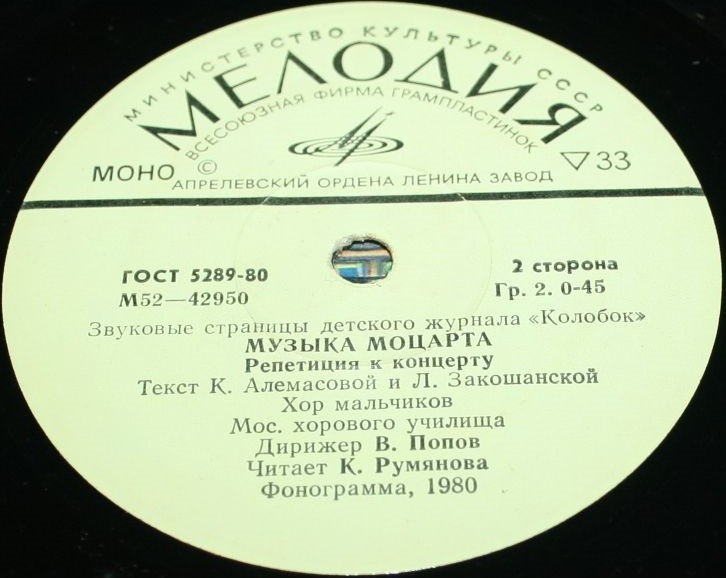 МИНИСТЕРСТВО КУЛЬТУРЫ СССР
МЕЛОДИЯ
ВСЕСОЮЗНАЯ ФИРМА ГРАМПЛАСТИНОК
МОНО © ▽ 33
АПРЕЛЕВСКИЙ ОРДЕНА ЛЕНИНА ЗАВОД
ГОСТ 5289-80 2 сторона
М52—42950 Гр. 2. 0-45
Звуковые страницы детского журнала «Колобок»
МУЗЫКА МОЦАРТА
Репетиция к концерту
Текст К. Алемасовой и Л. Закошанской
Хор мальчиков
Мос. хорового училища
Дирижер В. Попов
Читает К. Румянова
Фонограмма, 1980